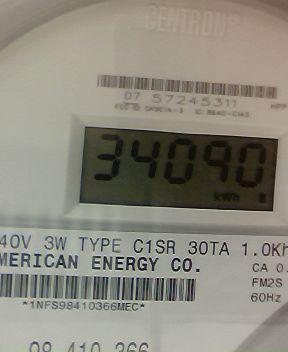 CENTRON®
07 57245311
HPP
34090
kWh
40V 3W TYPE C1SR 30TA 1.0Kh
MERICAN ENERGY CO.
CA 0.
FM2S
60Hz
*1NFS98410366MEC*
98 410 366